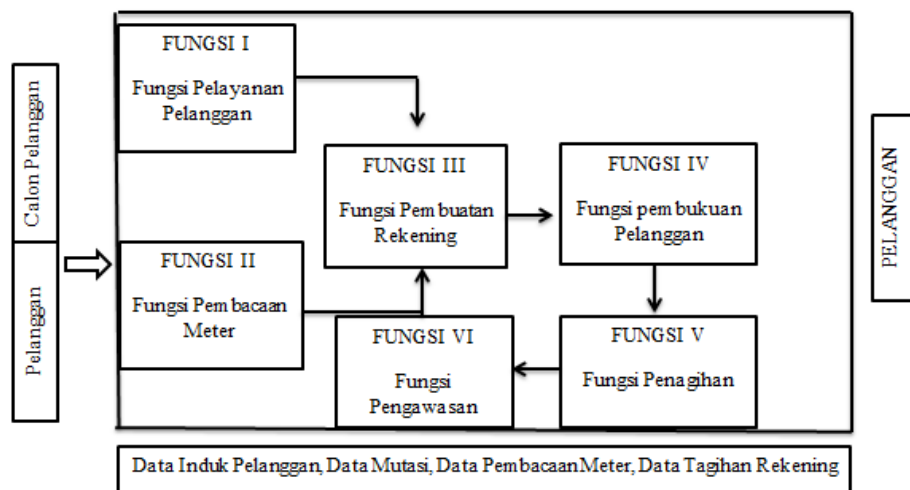 Calon Pelanggan
Pelanggan
FUNGSI I
Fungsi Pelayanan
Pelanggan
FUNGSI II
Fungsi Pembacaan
Meter
FUNGSI III
Fungsi Pembuatan
Rekening
FUNGSI IV
Fungsi pembukuan
Pelanggan
FUNGSI VI
Fungsi
Pengawasan
FUNGSI V
Fungsi Penagihan
PELANGGAN
Data Induk Pelanggan, Data Mutasi, Data Pembacaan Meter, Data Tagihan Rekening